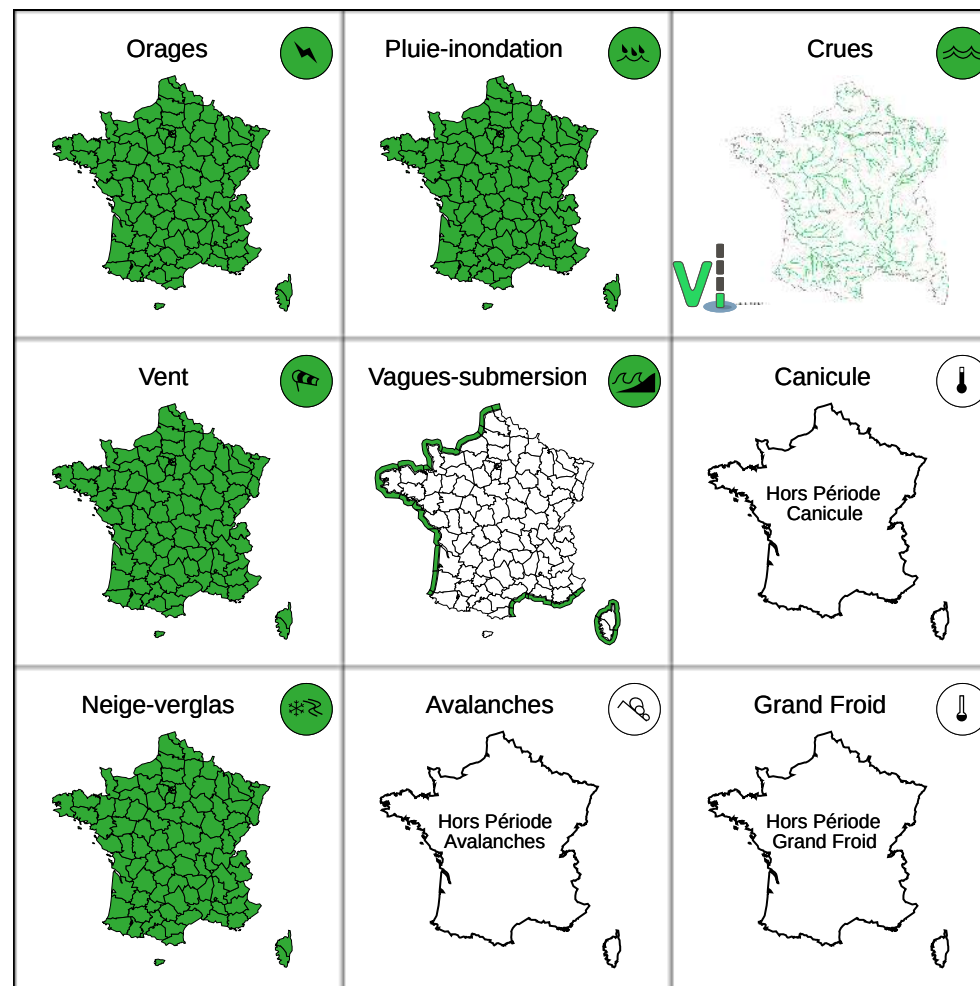 Orages
Pluie-inondation
Crues
Vent
Vagues-submersion
Canicule
Hors Période
Canicule
Neige-verglas
Avalanches
Grand Froid
Hors Période
Avalanches
Hors Période
Grand Froid